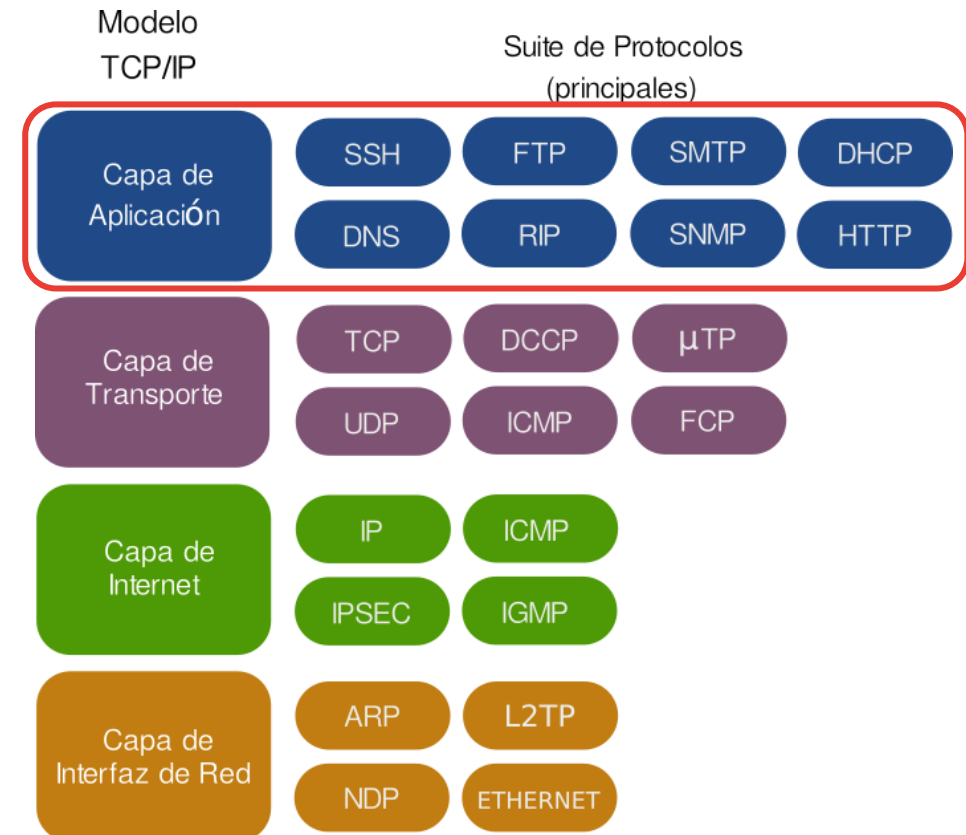 Modelo
TCP/IP
Suite de Protocolos
(principales)
Capa de
Aplicación
SSH FTP SMTP DHCP
DNS RIP SNMP HTTP
Capa de
Transporte
TCP DCCP µTP
UDP ICMP FCP
Capa de
Internet
IP ICMP
IPSEC IGMP
Capa de
Interfaz de Red
ARP L2TP
NDP ETHERNET